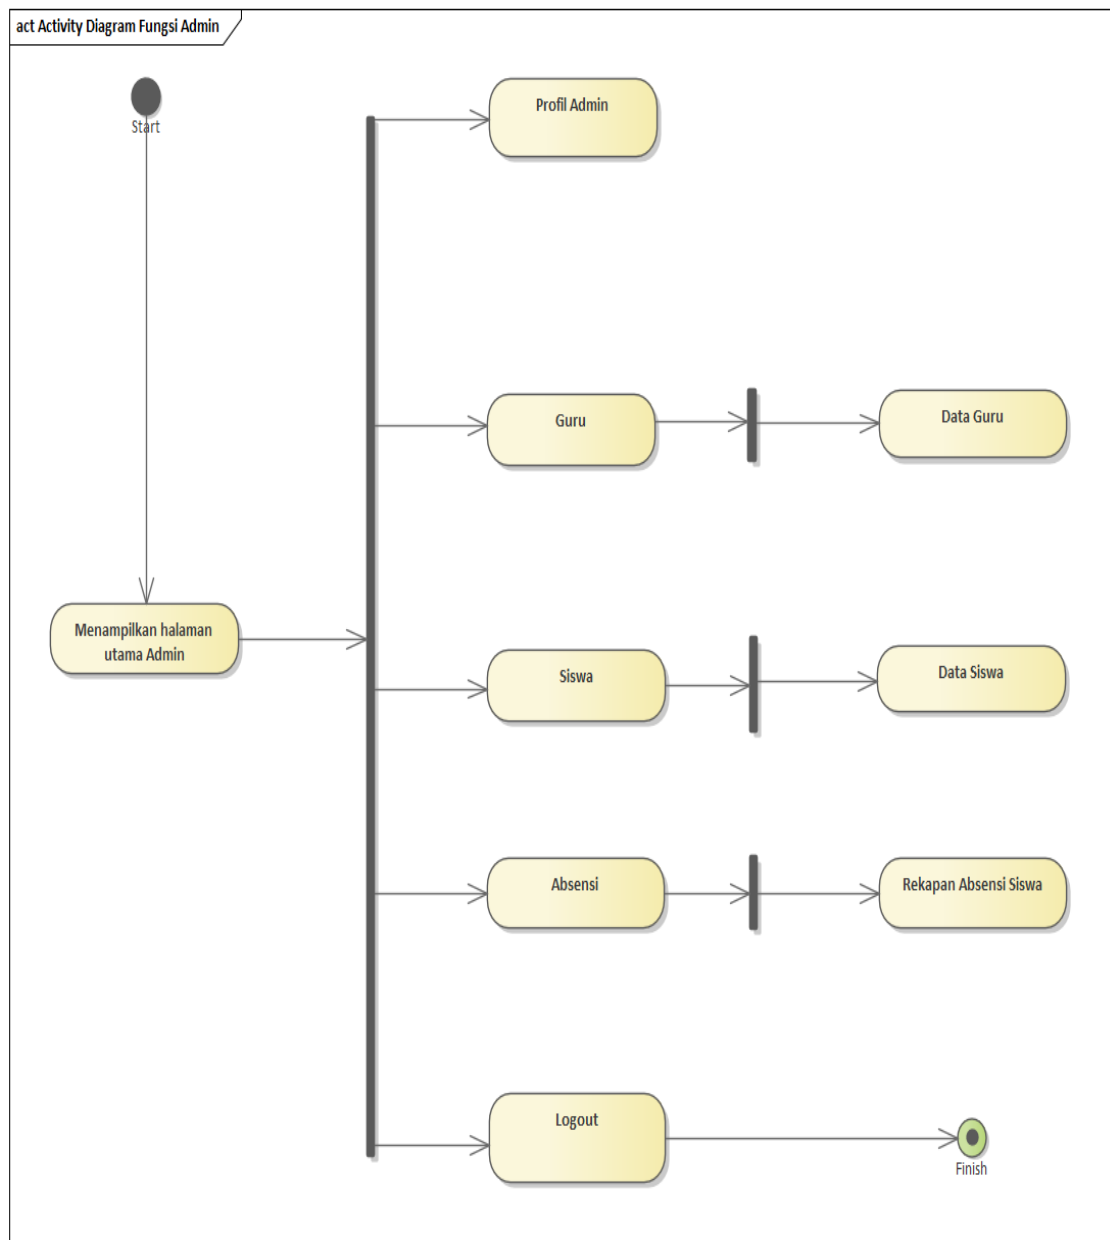 act Activity Diagram Fungsi Admin
Start
Profil Admin
Guru
Data Guru
Menampilkan halaman
utama Admin
Siswa
Data Siswa
Absensi
Rekapan Absensi Siswa
Logout
Finish